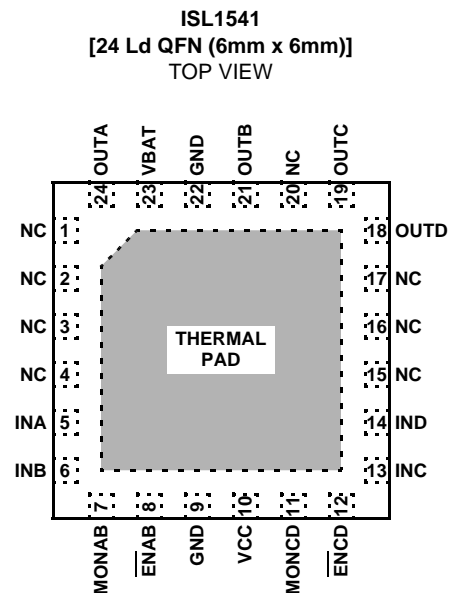 ISL1541
[24 Ld QFN (6mm x 6mm)]
TOP VIEW
OUTA
VBAT
GND
OUTB
NC
OUTC
24
23
22
21
20
19
NC 1
NC 2
NC 3
NC 4
INA 5
INB 6
THERMAL
PAD
18 OUTD
17 NC
16 NC
15 NC
14 IND
13 INC
7
8
9
10
11
12
MONAB
ENAB
GND
VCC
MONCD
ENCD